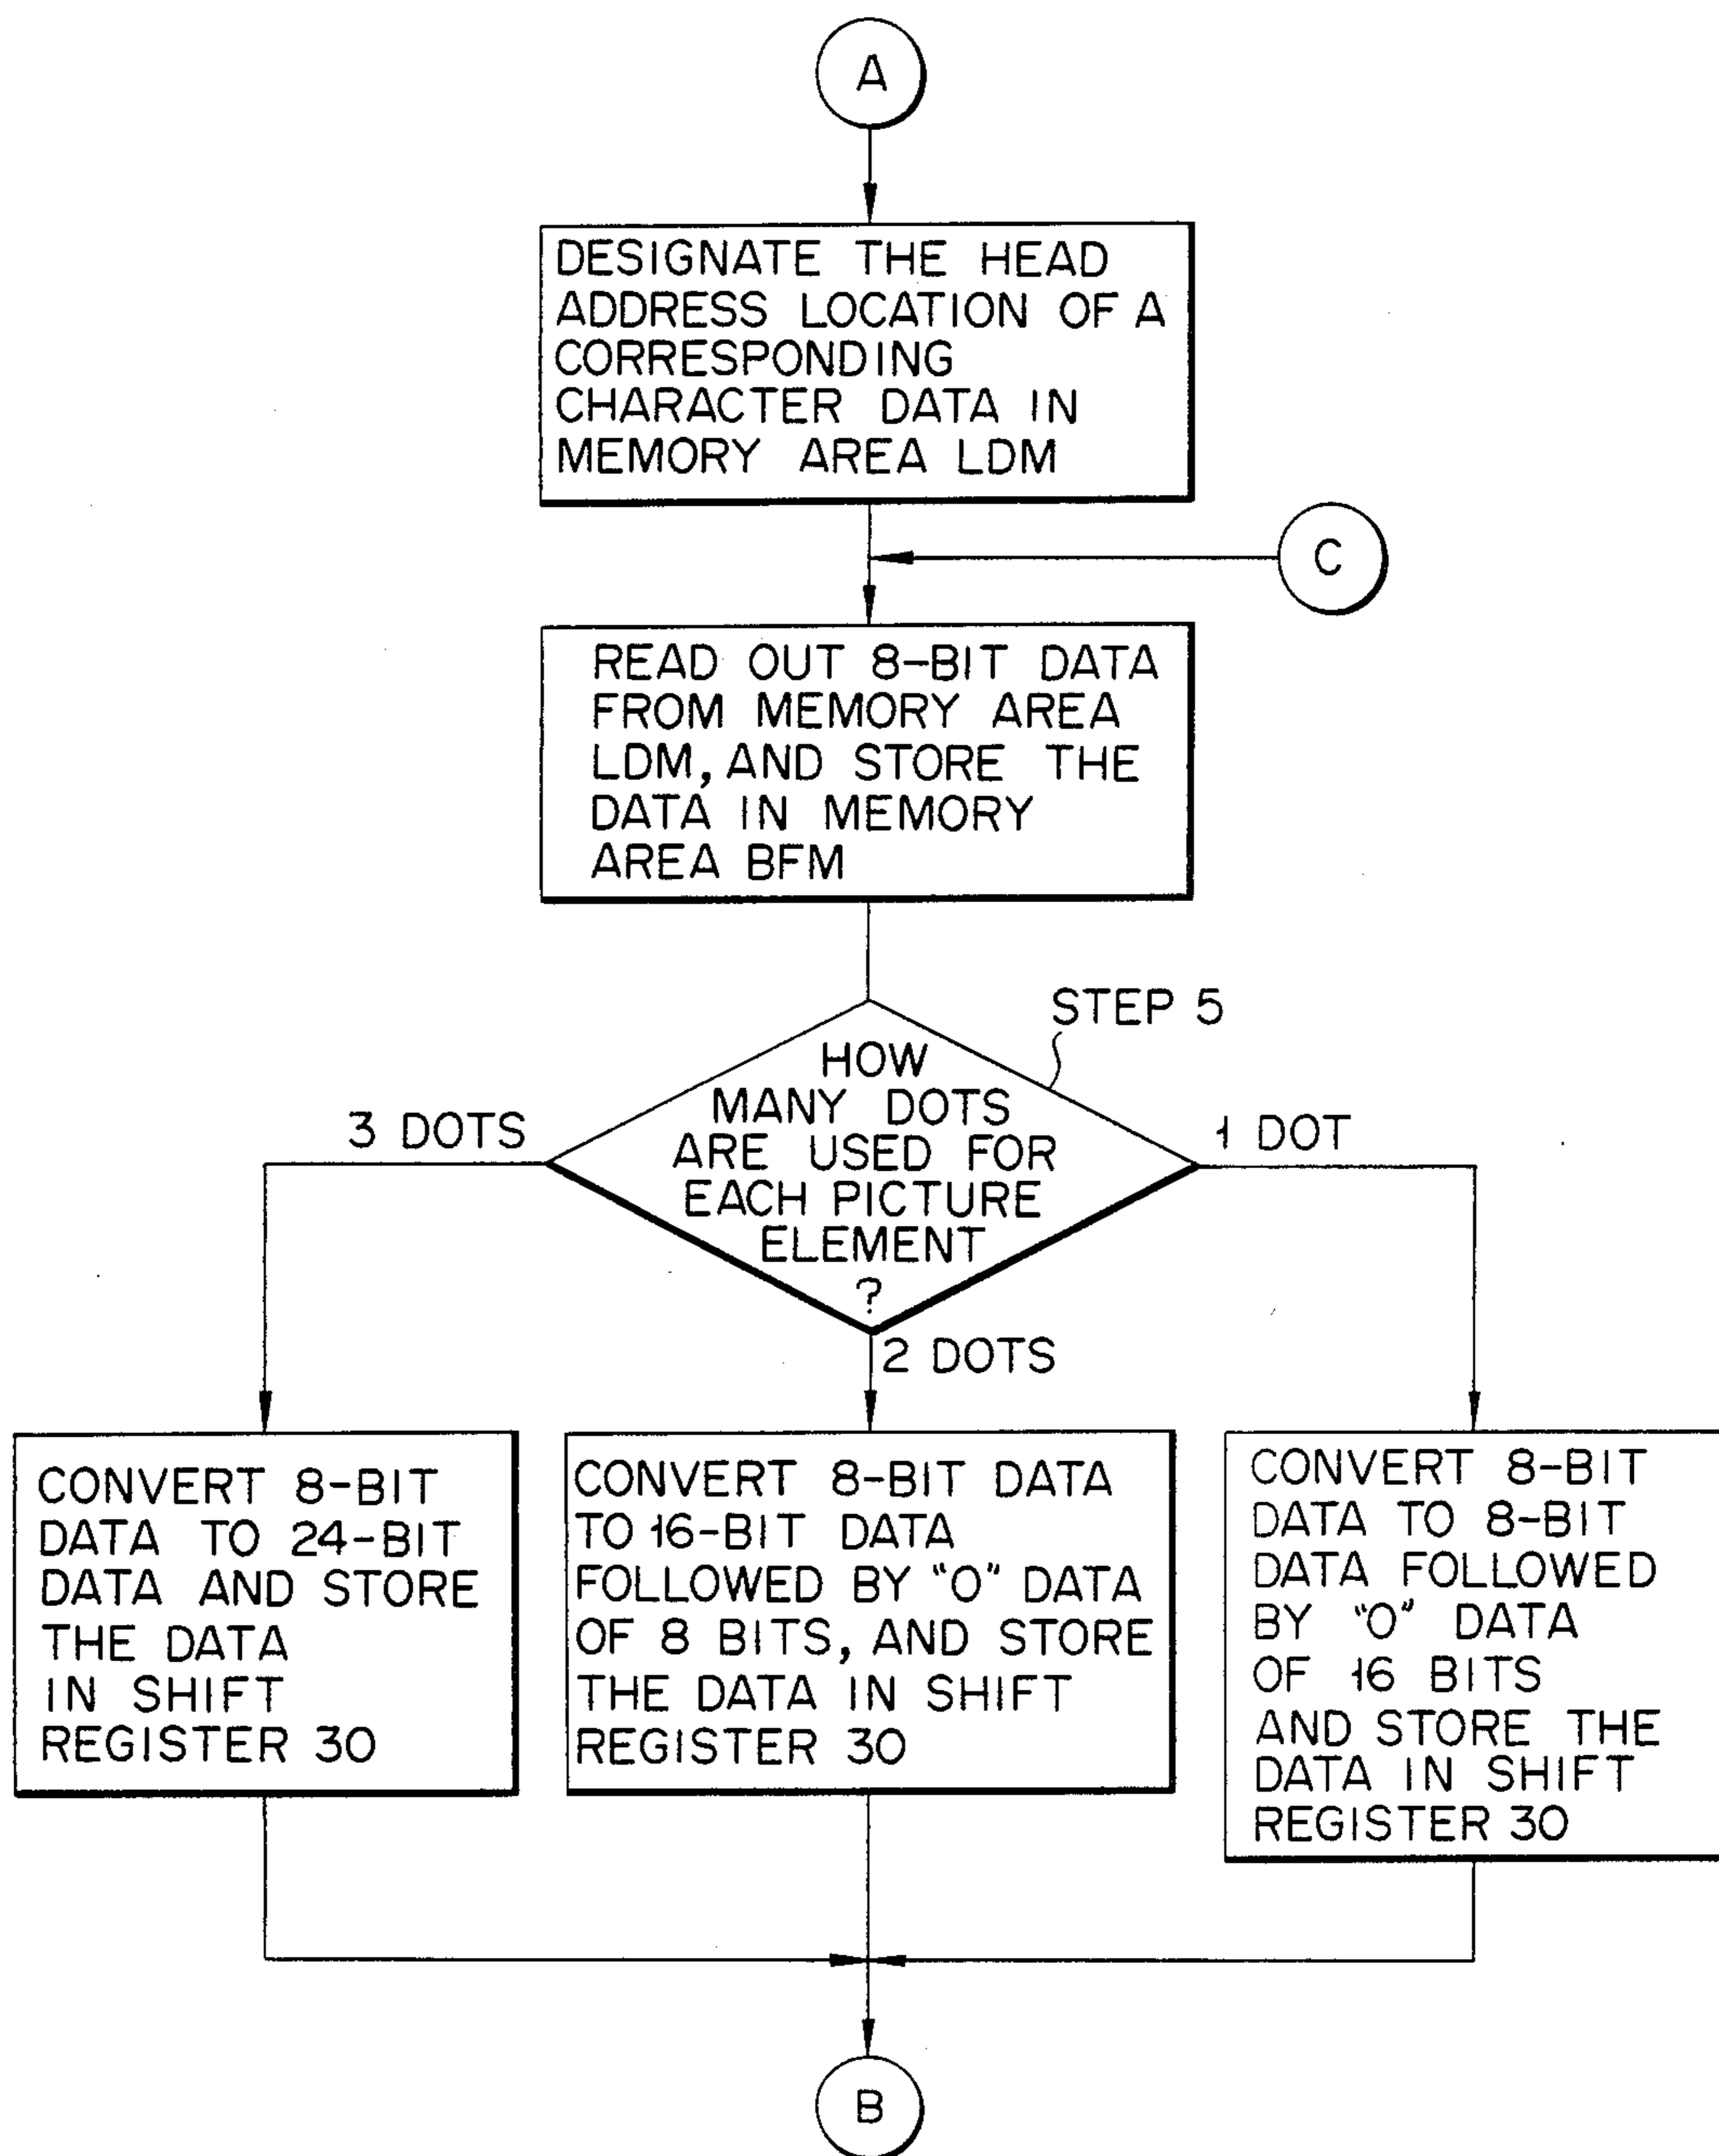 A
DESIGNATE THE HEAD
ADDRESS LOCATION OF A
CORRESPONDING
CHARACTER DATA IN
MEMORY AREA LDM
C
READ OUT 8-BIT DATA
FROM MEMORY AREA
LDM, AND STORE THE
DATA IN MEMORY
AREA BFM
STEP 5
HOW
MANY DOTS
ARE USED FOR
EACH PICTURE
ELEMENT
?
3 DOTS
1 DOT
2 DOTS
CONVERT 8-BIT
DATA TO 24-BIT
DATA AND STORE
THE DATA
IN SHIFT
REGISTER 30
CONVERT 8-BIT DATA
TO 16-BIT DATA
FOLLOWED BY "0" DATA
OF 8 BITS, AND STORE
THE DATA IN SHIFT
REGISTER 30
CONVERT 8-BIT
DATA TO 8-BIT
DATA FOLLOWED
BY "0" DATA
OF 16 BITS
AND STORE THE
DATA IN SHIFT
REGISTER 30
B